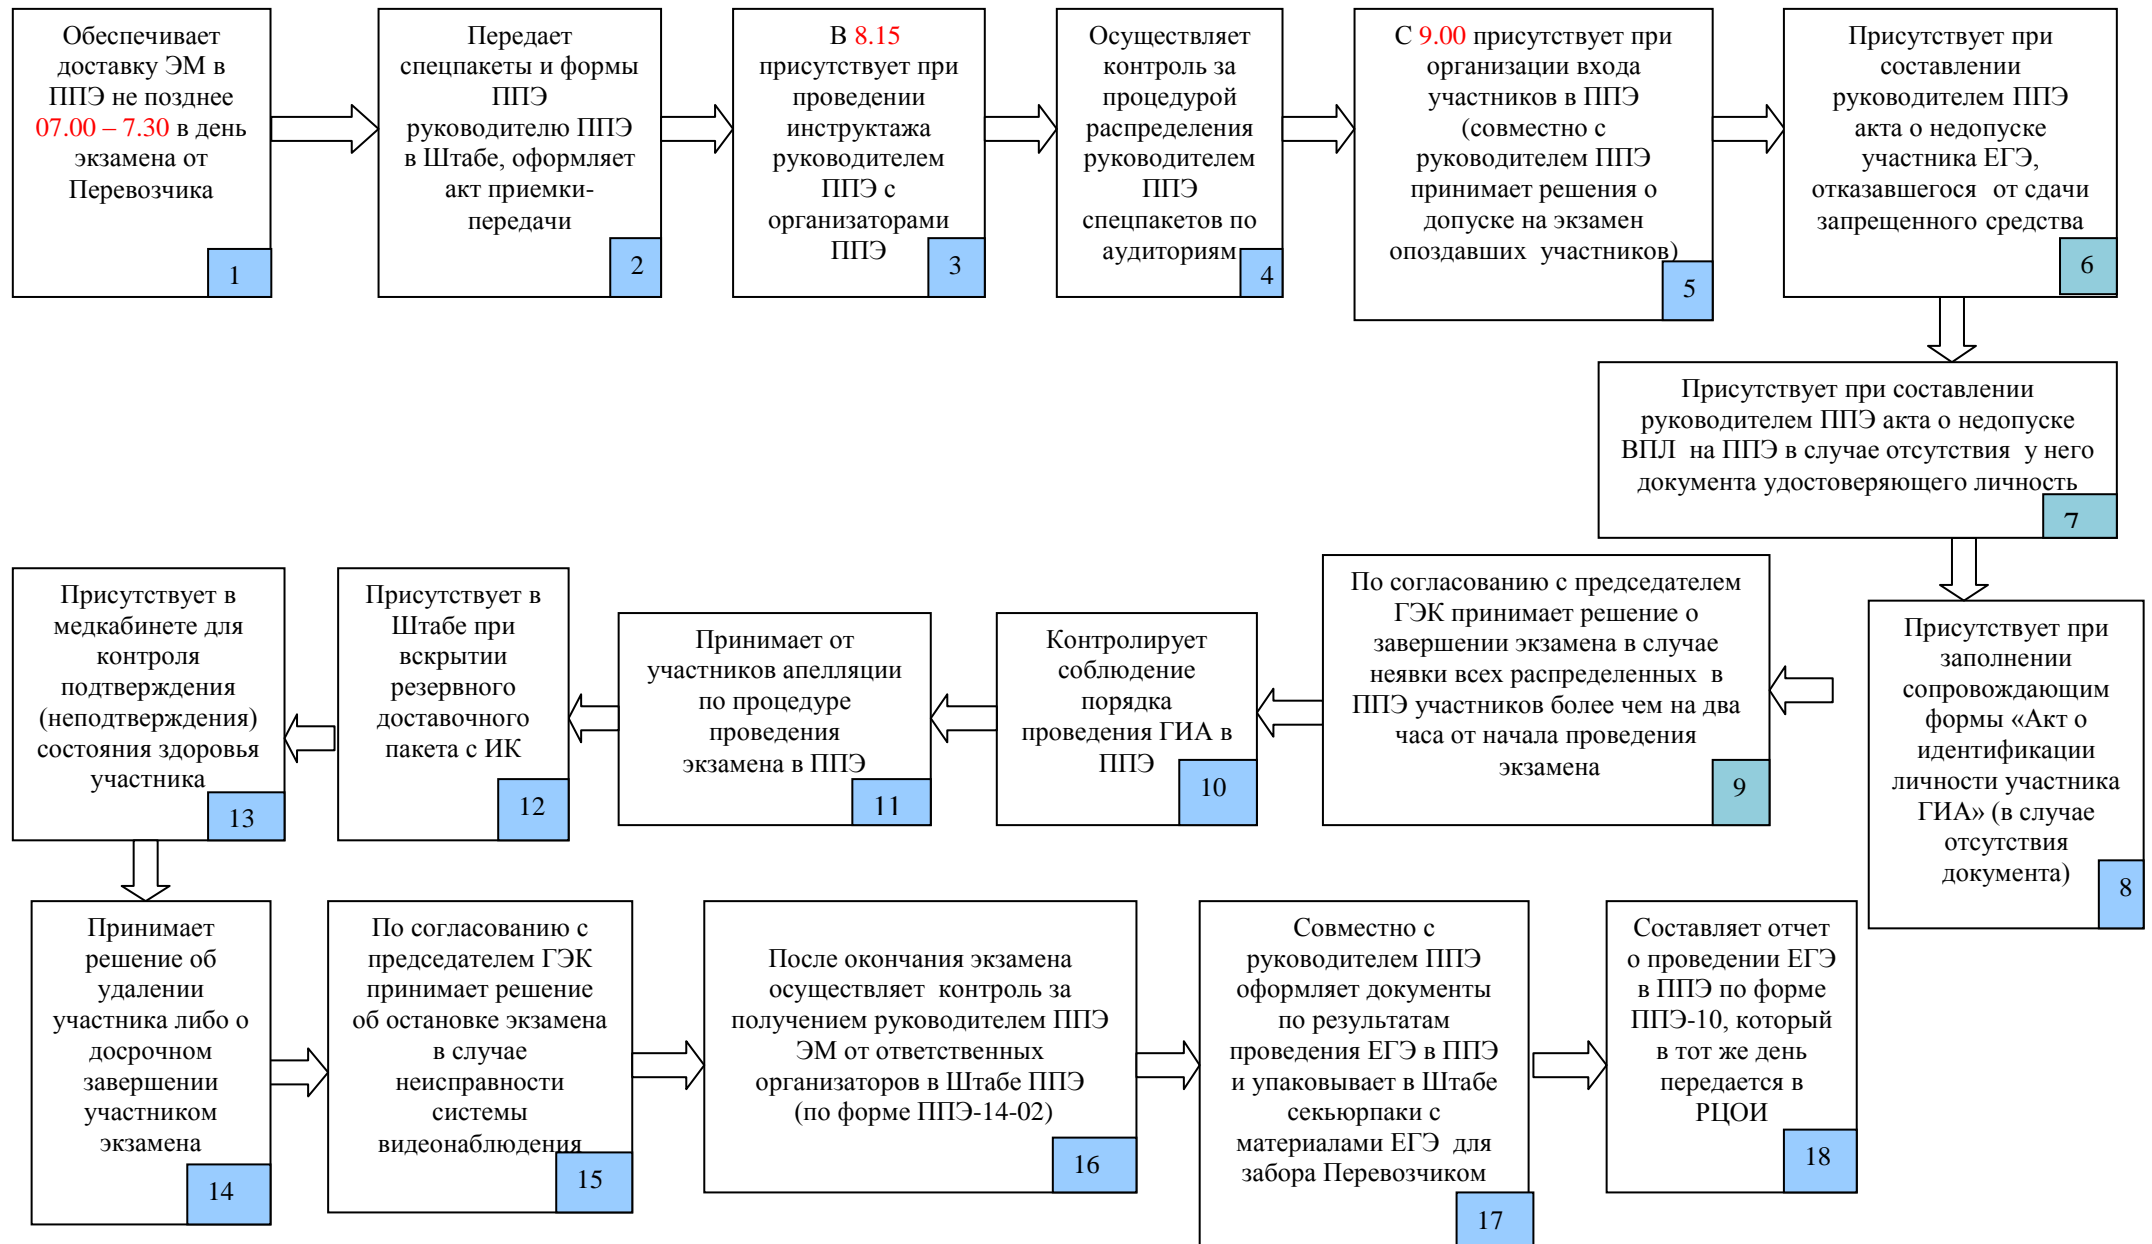 Обеспечивает
доставку ЭМ в
ППЭ не позднее
07.00 – 7.30 в день
экзамена от
Перевозчика
1
Передает
спецпакеты и формы
ППЭ
руководителю ППЭ
в Штабе, оформляет
акт приемки-
передачи
2
В 8.15
присутствует при
проведении
инструктажа
руководителем
ППЭ с
организаторами
ППЭ
3
Осуществляет
контроль за
процедурой
распределения
руководителем
ППЭ
спецпакетов по
аудиториям
4
С 9.00 присутствует при
организации входа
участников в ППЭ
(совместно с
руководителем ППЭ
принимает решения о
допуске на экзамен
опоздавших участников)
5
Присутствует при
составлении
руководителем ППЭ
акта о недопуске
участника ЕГЭ,
отказавшегося от сдачи
запрещенного средства
6
Присутствует при составлении
руководителем ППЭ акта о недопуске
ВПЛ на ППЭ в случае отсутствия у него
документа удостоверяющего личность
7
Присутствует при
заполнении
сопровождающим
формы «Акт о
идентификации
личности участника
ГИА» (в случае
отсутствия
документа)
8
По согласованию с председателем
ГЭК принимает решение о
завершении экзамена в случае
неявки всех распределенных в
ППЭ участников более чем на два
часа от начала проведения
экзамена
9
Контролирует
соблюдение
порядка
проведения ГИА в
ППЭ
10
Принимает от
участников апелляции
по процедуре
проведения
экзамена в ППЭ
11
Присутствует в
Штабе при
вскрытии
резервного
доставочного
пакета с ИК
12
Присутствует в
медкабинете для
контроля
подтверждения
(неподтверждения)
состояния здоровья
участника
13
Принимает
решение об
удалении
участника либо о
досрочном
завершении
участником
экзамена
14
По согласованию с
председателем ГЭК
принимает решение
об остановке экзамена
в случае
неисправности
системы
видеонаблюдения
15
После окончания экзамена
осуществляет контроль за
получением руководителем ППЭ
ЭМ от ответственных
организаторов в Штабе ППЭ
(по форме ППЭ-14-02)
16
Совместно с
руководителем ППЭ
оформляет документы
по результатам
проведения ЕГЭ в ППЭ
и упаковывает в Штабе
секьюрпаки с
материалами ЕГЭ для
забора Перевозчиком
17
Составляет отчет
о проведении ЕГЭ
в ППЭ по форме
ППЭ-10, который
в тот же день
передается в
РЦОИ
18